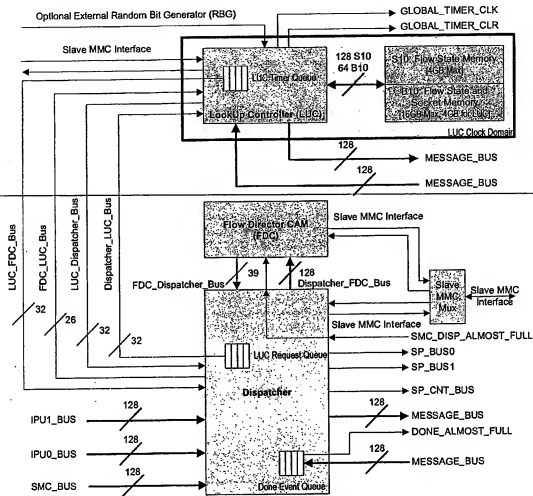 Optional External Random Bit Generator (RBG)
GLOBAL_TIMER_CLK
GLOBAL_TIMER_CLR
Slave MMC Interface
LUC Timer Queue
LookUp Controller (LUC)
128 S10
64 B10
S10: Flow State Memory
(4GB Max)
B10: Flow State and
Socket Memory
LUC Clock Domain
128
MESSAGE_BUS
128
MESSAGE_BUS
LUC_FDC_Bus
FDC_LUC_Bus
LUC_Dispatcher_Bus
Dispatcher_LUC_Bus
32
26
32
32
Flow Director CAM
(FDC)
Slave MMC Interface
FDC_Dispatcher_Bus
39
128
Dispatcher_FDC_Bus
Slave
MMC
Mux
Slave MMC
Interface
Slave MMC Interface
SMC_DISP_ALMOST_FULL
LUC Request Queue
SP_BUS0
SP_BUS1
Dispatcher
SP_CNT_BUS
IPU1_BUS
128
128
MESSAGE_BUS
DONE_ALMOST_FULL
IPU0_BUS
128
128
MESSAGE_BUS
SMC_BUS
128
Done Event Queue